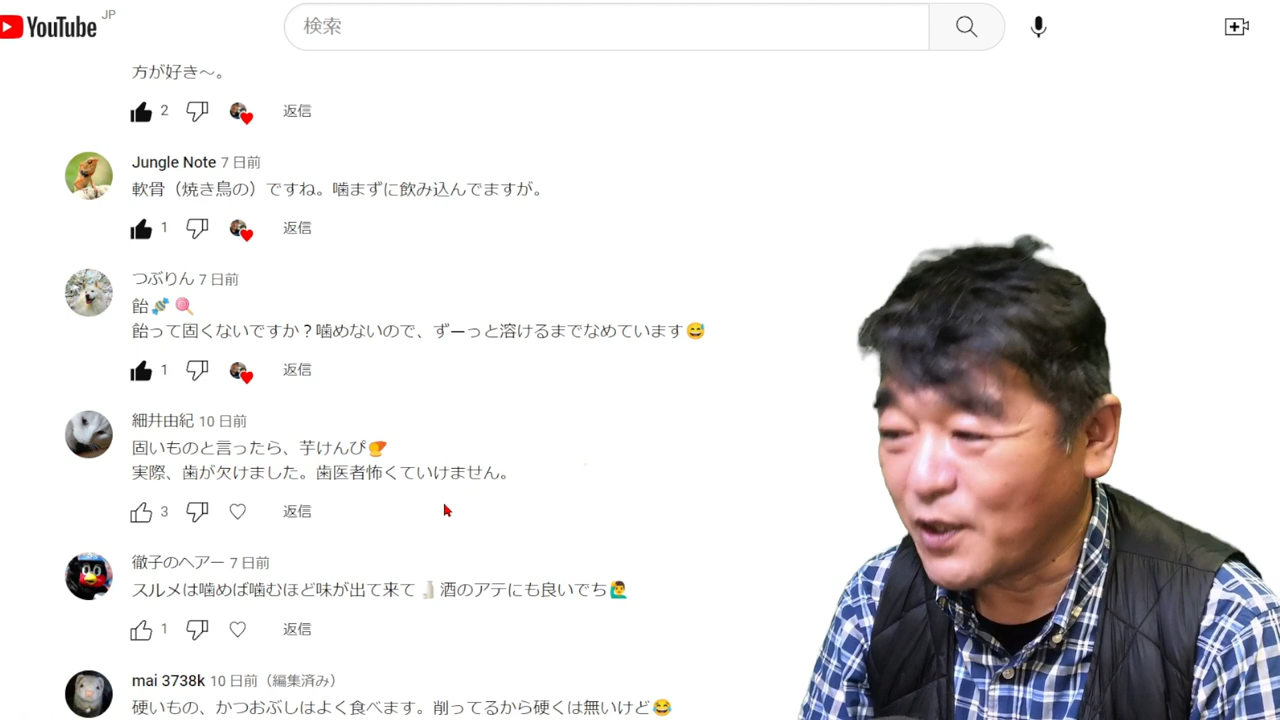 YouTube JP
検索
方が好き〜。
2 返信
Jungle Note 7 日前
軟骨（焼き鳥の）ですね。噛まずに飲み込んでますが。
1 返信
つぶりん 7 日前
飴🍬🍭
飴って固くないですか？噛めないので、ずーっと溶けるまでなめています😅
1 返信
細井由紀 10 日前
固いものと言ったら、芋けんぴ🍠
実際、歯が欠けました。歯医者怖くていけません。
3 返信
徹子のヘアー 7 日前
スルメは噛めば噛むほど味が出て来て🍶酒のアテにも良いでち🙋‍♂️
1 返信
mai 3738k 10 日前（編集済み）
硬いもの、かつおぶしはよく食べます。削ってるから硬くは無いけど😂